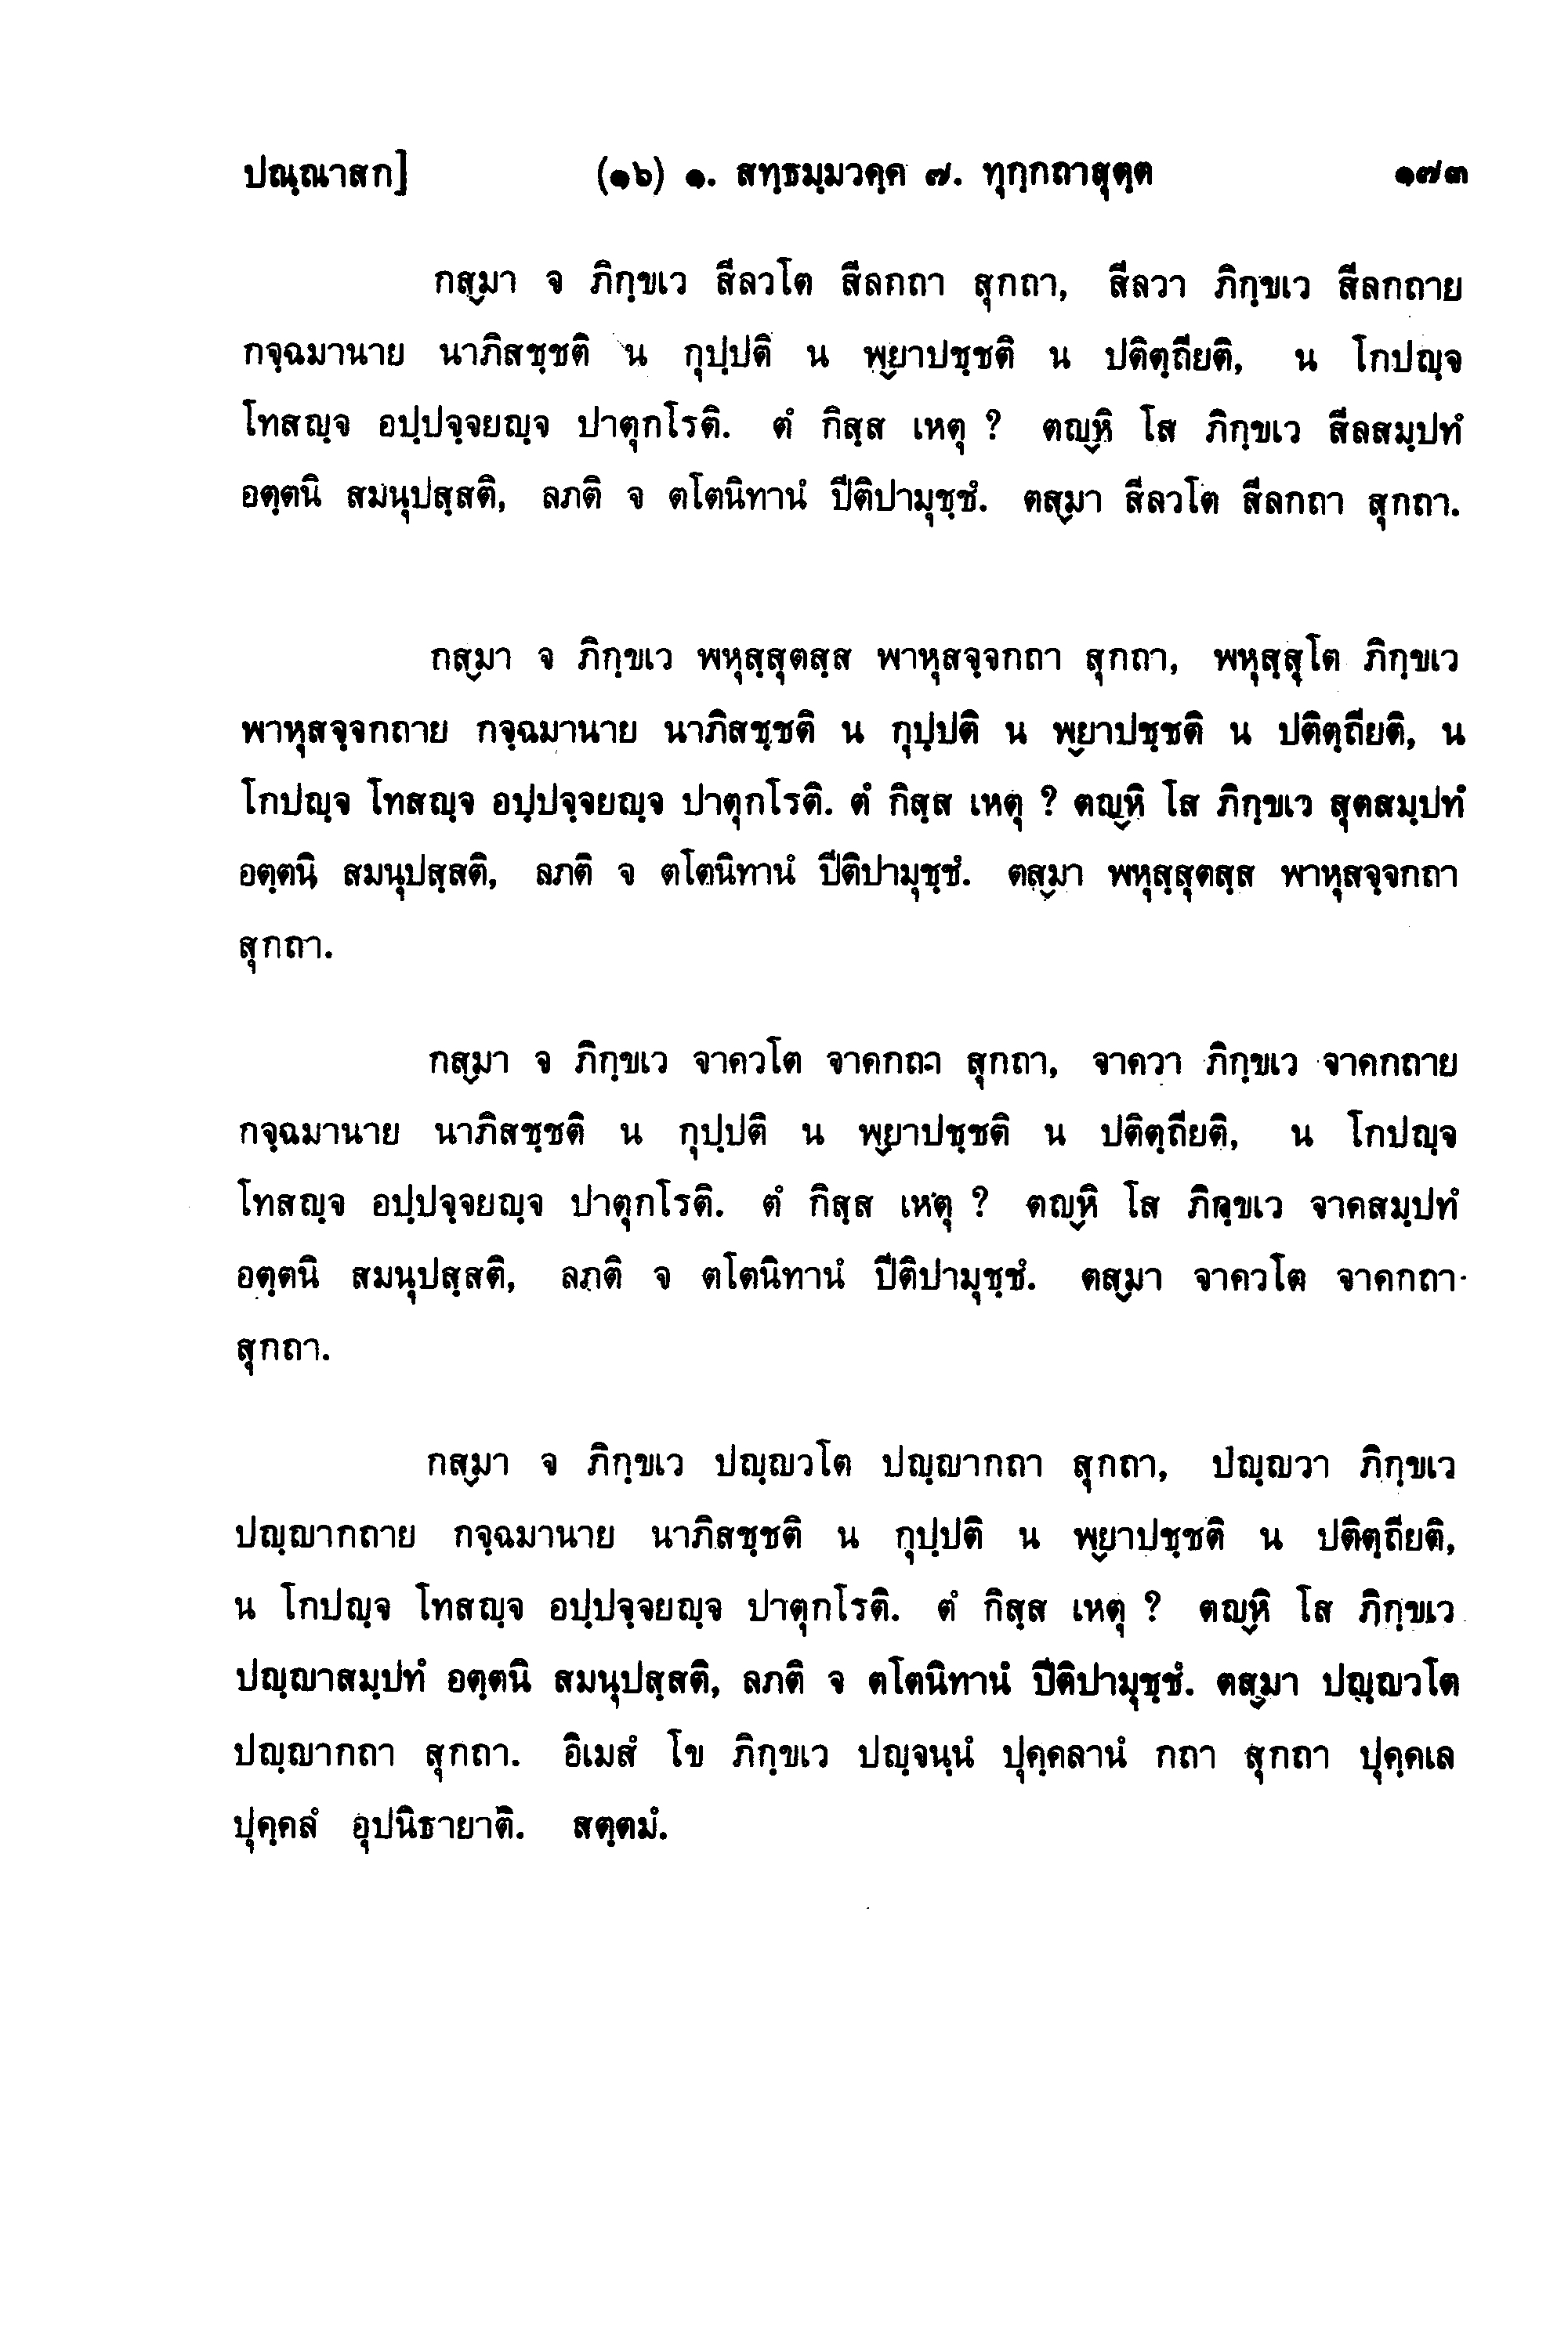 ปณฺณาสก] (๑๖) ๑. สทฺธมฺมวคฺค ๗. ทุกฺกถาสุตฺต ๑๗๓
กสฺมา จ ภิกฺขเว สีลวโต สีลกถา สุกถา, สีลวา ภิกฺขเว สีลกถาย
กจฺฉมานาย นาภิสชฺชติ น กุปฺปติ น พฺยาปชฺชติ น ปติตฺถียติ, น โกปญฺจ
โทสญฺจ อปฺปจฺจยญฺจ ปาตุกโรติ. ตํ กิสฺส เหตุ ? ตญฺหิ โส ภิกฺขเว สีลสมฺปทํ
อตฺตนิ สมนุปสฺสติ, ลภติ จ ตโตนิทานํ ปีติปามุชฺชํ. ตสฺมา สีลวโต สีลกถา สุกถา.
กสฺมา จ ภิกฺขเว พหุสฺสุตสฺส พาหุสจฺจกถา สุกถา, พหุสฺสุโต ภิกฺขเว
พาหุสจฺจกถาย กจฺฉมานาย นาภิสชฺชติ น กุปฺปติ น พฺยาปชฺชติ น ปติตฺถียติ, น
โกปญฺจ โทสญฺจ อปฺปจฺจยญฺจ ปาตุกโรติ. ตํ กิสฺส เหตุ ? ตญฺหิ โส ภิกฺขเว สุตสมฺปทํ
อตฺตนิ สมนุปสฺสติ, ลภติ จ ตโตนิทานํ ปีติปามุชฺชํ. ตสฺมา พหุสฺสุตสฺส พาหุสจฺจกถา
สุกถา.
กสฺมา จ ภิกฺขเว จาควโต จาคกถา สุกถา, จาควา ภิกฺขเว จาคกถาย
กจฺฉมานาย นาภิสชฺชติ น กุปฺปติ น พฺยาปชฺชติ น ปติตฺถียติ, น โกปญฺจ
โทสญฺจ อปฺปจฺจยญฺจ ปาตุกโรติ. ตํ กิสฺส เหตุ ? ตญฺหิ โส ภิกฺขเว จาคสมฺปทํ
อตฺตนิ สมนุปสฺสติ, ลภติ จ ตโตนิทานํ ปีติปามุชฺชํ. ตสฺมา จาควโต จาคกถา
สุกถา.
กสฺมา จ ภิกฺขเว ปญฺญวโต ปญฺญากถา สุกถา, ปญฺญวา ภิกฺขเว
ปญฺญากถาย กจฺฉมานาย นาภิสชฺชติ น กุปฺปติ น พฺยาปชฺชติ น ปติตฺถียติ,
น โกปญฺจ โทสญฺจ อปฺปจฺจยญฺจ ปาตุกโรติ. ตํ กิสฺส เหตุ ? ตญฺหิ โส ภิกฺขเว
ปญฺญาสมฺปทํ อตฺตนิ สมนุปสฺสติ, ลภติ จ ตโตนิทานํ ปีติปามุชฺชํ. ตสฺมา ปญฺญวโต
ปญฺญากถา สุกถา. อิเมสํ โข ภิกฺขเว ปญฺจนฺนํ ปุคฺคลานํ กถา สุกถา ปุคฺคเล
ปุคฺคลํ อุปนิธายาติ. สตฺตมํ.